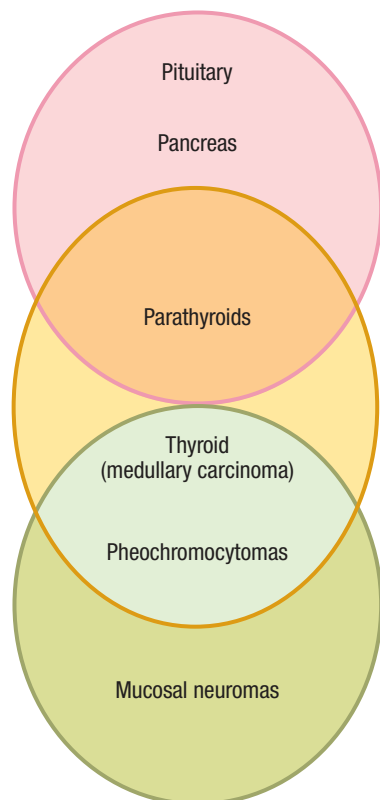 Pituitary
Pancreas
Parathyroids
Thyroid
(medullary carcinoma)
Pheochromocytomas
Mucosal neuromas